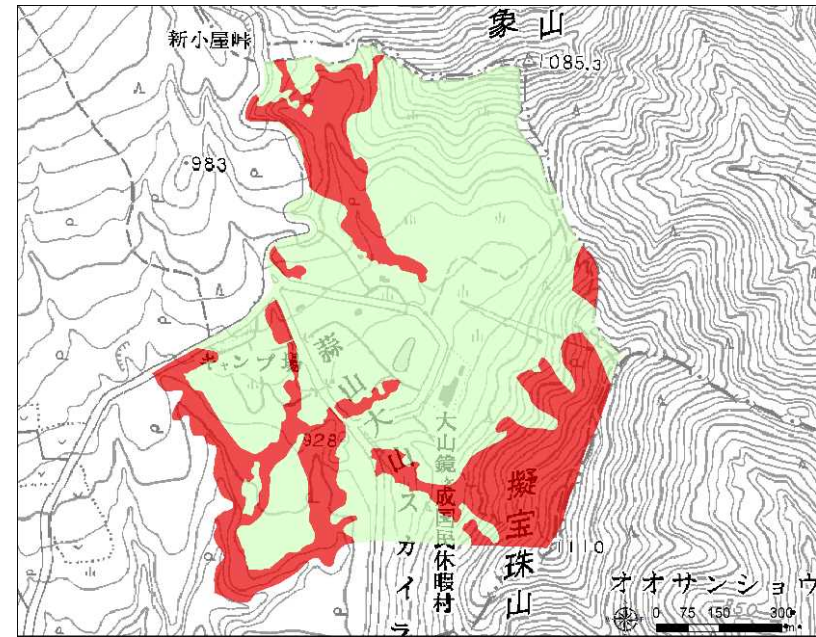 象山
新小屋峠
1085.3
983
キャンプ場
蒜山大山スカイラ
928
大山鏡ヶ成国民休暇村
擬宝珠山
1110
オオサンショウ
0 75 150 300
m